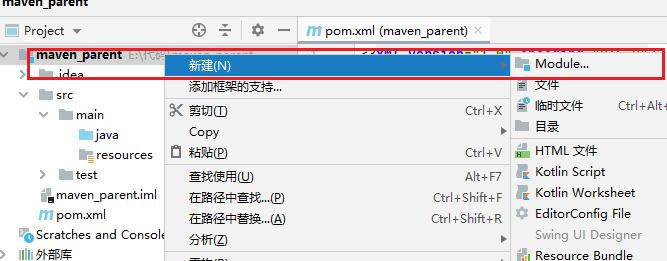 maven_parent
Project
pom.xml (maven_parent)
maven_parent E:\代码\maven_parent
.idea
src
main
java
resources
test
maven_parent.iml
pom.xml
Scratches and Console
外部库
新建(N)
添加框架的支持...
剪切(T) Ctrl+X
Copy
粘贴(P) Ctrl+V
查找使用(U) Alt+F7
在路径中查找...(P) Ctrl+Shift+F
在路径中替换...(A) Ctrl+Shift+R
分析(Z)
Module...
文件
临时文件 Ctrl+Alt+
目录
HTML 文件
Kotlin Script
Kotlin Worksheet
EditorConfig File
Swing UI Designer
Resource Bundle